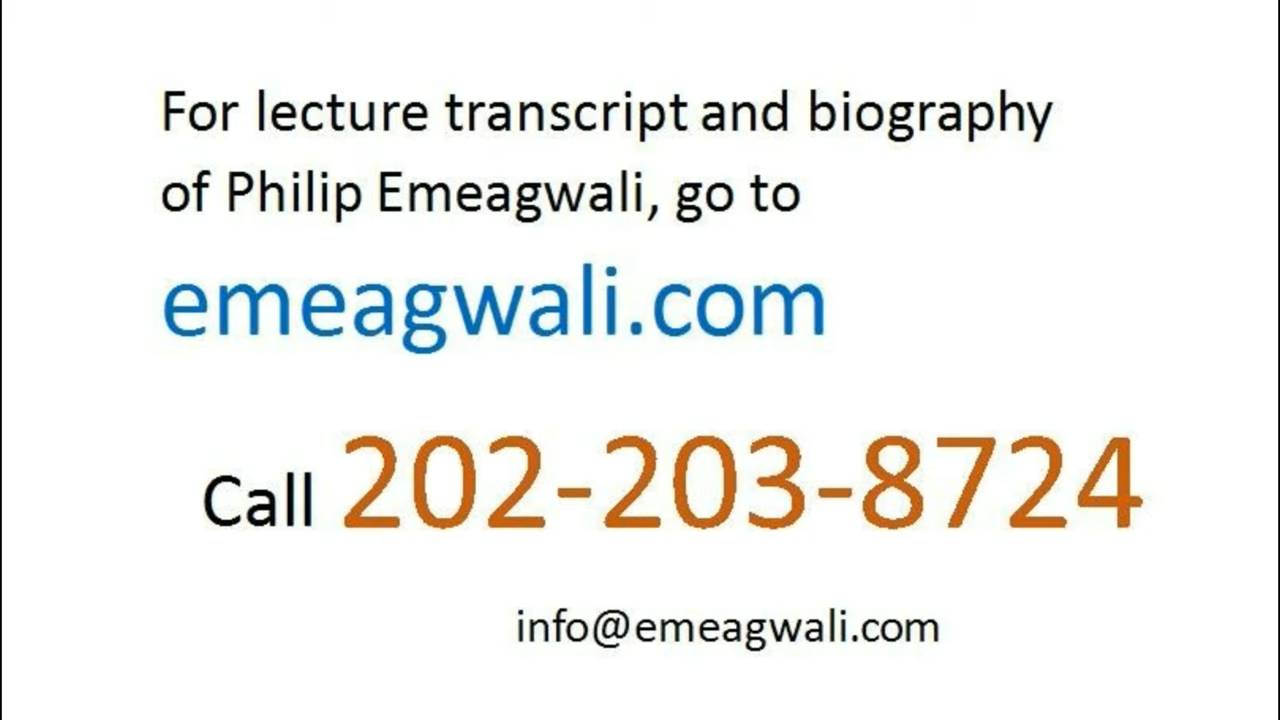 For lecture transcript and biography
of Philip Emeagwali, go to
emeagwali.com
Call 202-203-8724
info@emeagwali.com